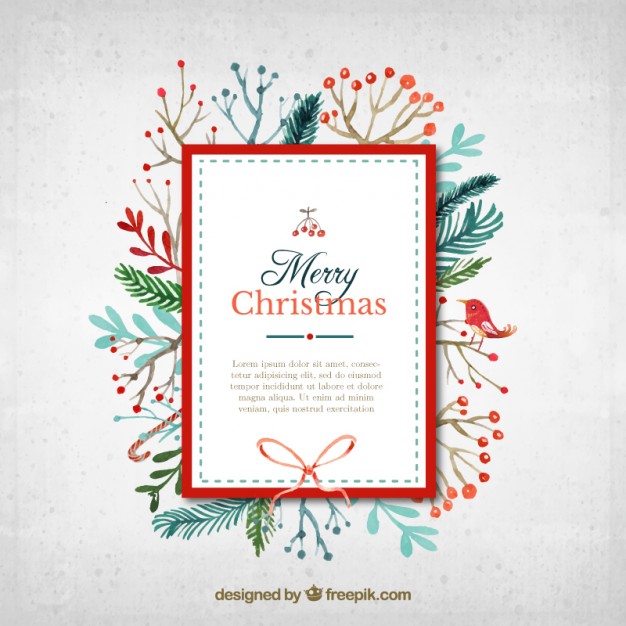 Merry
Christmas
Lorem ipsum dolor sit amet, consec-
tetur adipisicing elit, sed do eiusmod
tempor incididunt ut labore et dolore
magna aliqua. Ut enim ad minim
veniam, quis nostrud exercitation
designed by freepik.com